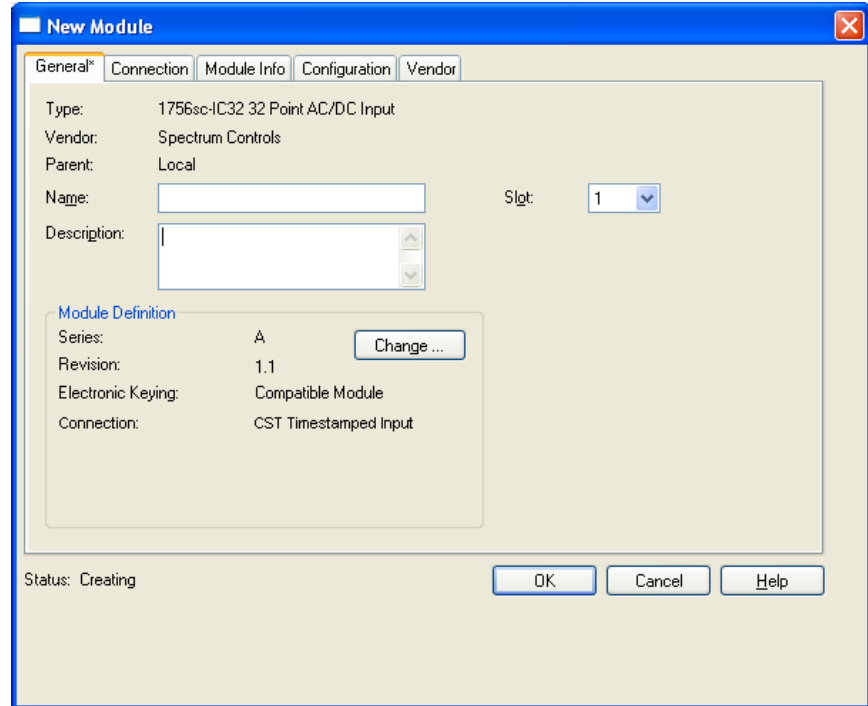 New Module
General* Connection Module Info Configuration Vendor
Type: 1756sc-IC32 32 Point AC/DC Input
Vendor: Spectrum Controls
Parent: Local
Name: Slot: 1
Description:
Module Definition
Series: A Change ...
Revision: 1.1
Electronic Keying: Compatible Module
Connection: CST Timestamped Input
Status: Creating OK Cancel Help